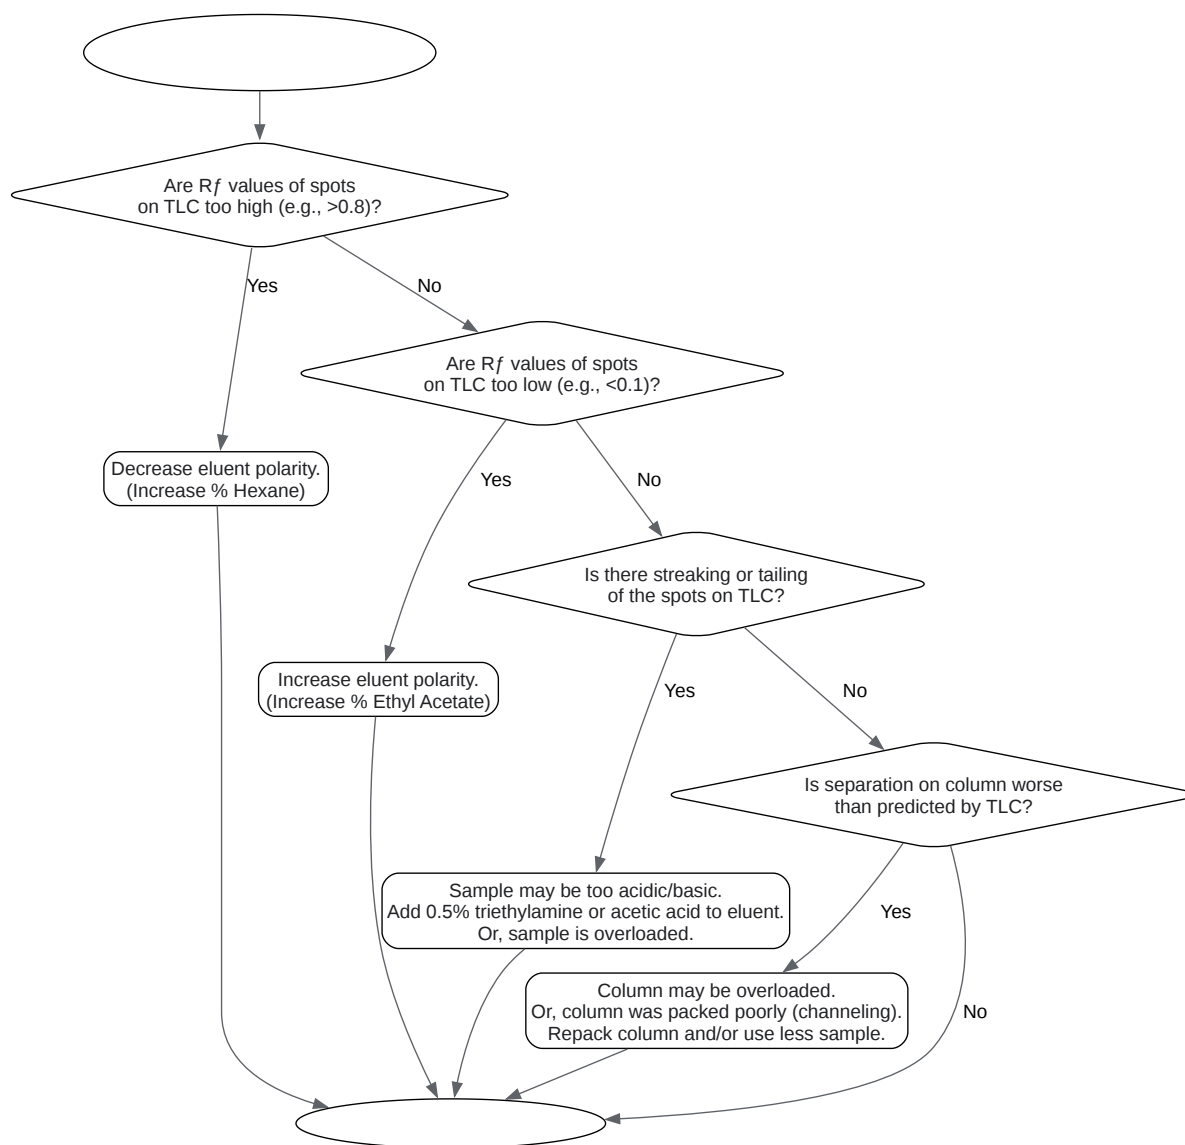 Are Rƒ values of spots
on TLC too high (e.g., >0.8)?
Yes
No
Are Rƒ values of spots
on TLC too low (e.g., <0.1)?
Decrease eluent polarity.
(Increase % Hexane)
Yes
No
Is there streaking or tailing
of the spots on TLC?
Increase eluent polarity.
(Increase % Ethyl Acetate)
Yes
No
Is separation on column worse
than predicted by TLC?
Sample may be too acidic/basic.
Add 0.5% triethylamine or acetic acid to eluent.
Or, sample is overloaded.
Yes
No
Column may be overloaded.
Or, column was packed poorly (channeling).
Repack column and/or use less sample.